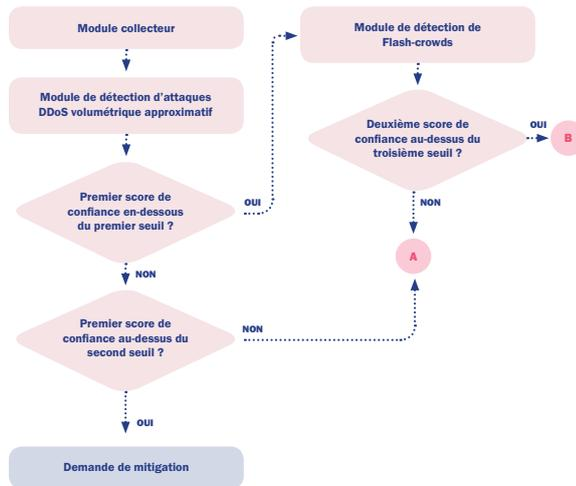 Module collecteur
Module de détection d'attaques
DDoS volumétrique approximatif
Premier score de
confiance en-dessous
du premier seuil ?
OUI
NON
Premier score de
confiance au-dessus du
second seuil ?
NON
OUI
Demande de mitigation
Module de détection de
Flash-crowds
Deuxième score de
confiance au-dessus du
troisième seuil ?
OUI
B
NON
A